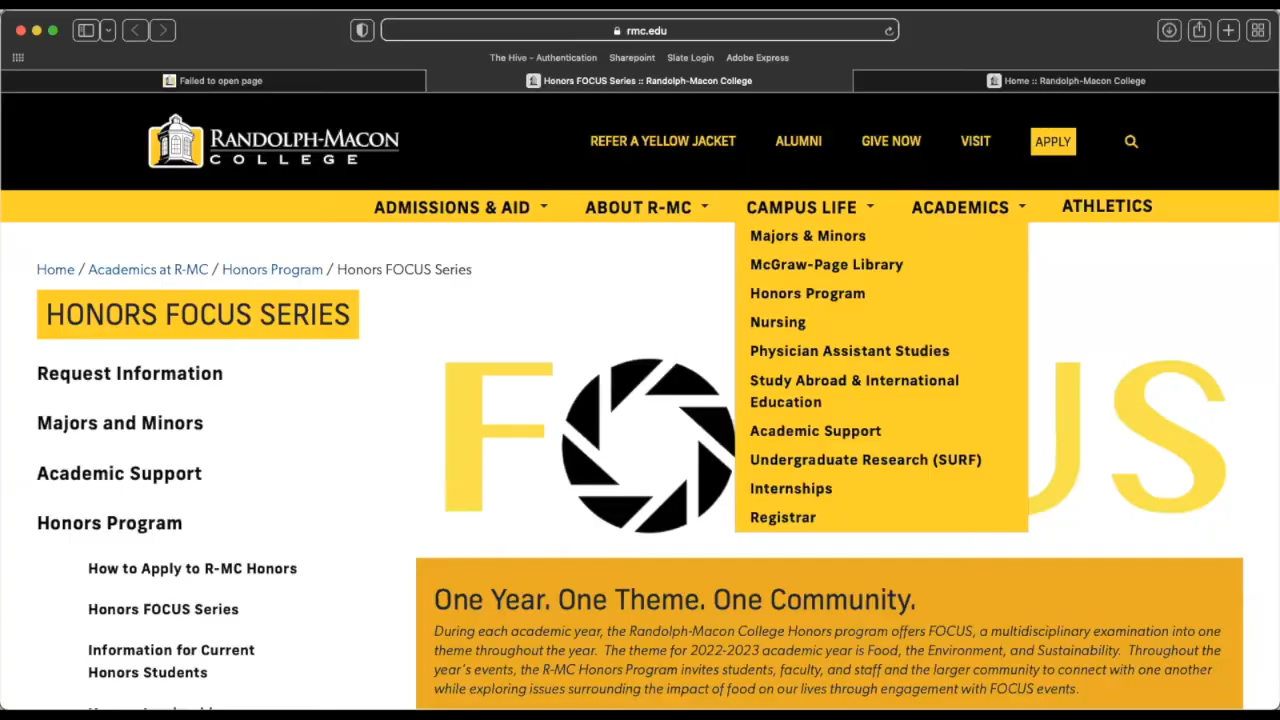 rmc.edu
The Hive – Authentication Sharepoint Slate Login Adobe Express
Failed to open page
Honors FOCUS Series :: Randolph-Macon College
Home :: Randolph-Macon College
RANDOLPH-MACON
COLLEGE
REFER A YELLOW JACKET ALUMNI GIVE NOW VISIT APPLY
ADMISSIONS & AID ABOUT R-MC CAMPUS LIFE ACADEMICS ATHLETICS
Majors & Minors
McGraw-Page Library
Honors Program
Nursing
Physician Assistant Studies
Study Abroad & International
Education
Academic Support
Undergraduate Research (SURF)
Internships
Registrar
Home / Academics at R-MC / Honors Program / Honors FOCUS Series
HONORS FOCUS SERIES
Request Information
Majors and Minors
Academic Support
Honors Program
How to Apply to R-MC Honors
Honors FOCUS Series
Information for Current
Honors Students
F US
One Year. One Theme. One Community.
During each academic year, the Randolph-Macon College Honors program offers FOCUS, a multidisciplinary examination into one
theme throughout the year. The theme for 2022-2023 academic year is Food, the Environment, and Sustainability. Throughout the
year's events, the R-MC Honors Program invites students, faculty, and staff and the larger community to connect with one another
while exploring issues surrounding the impact of food on our lives through engagement with FOCUS events.